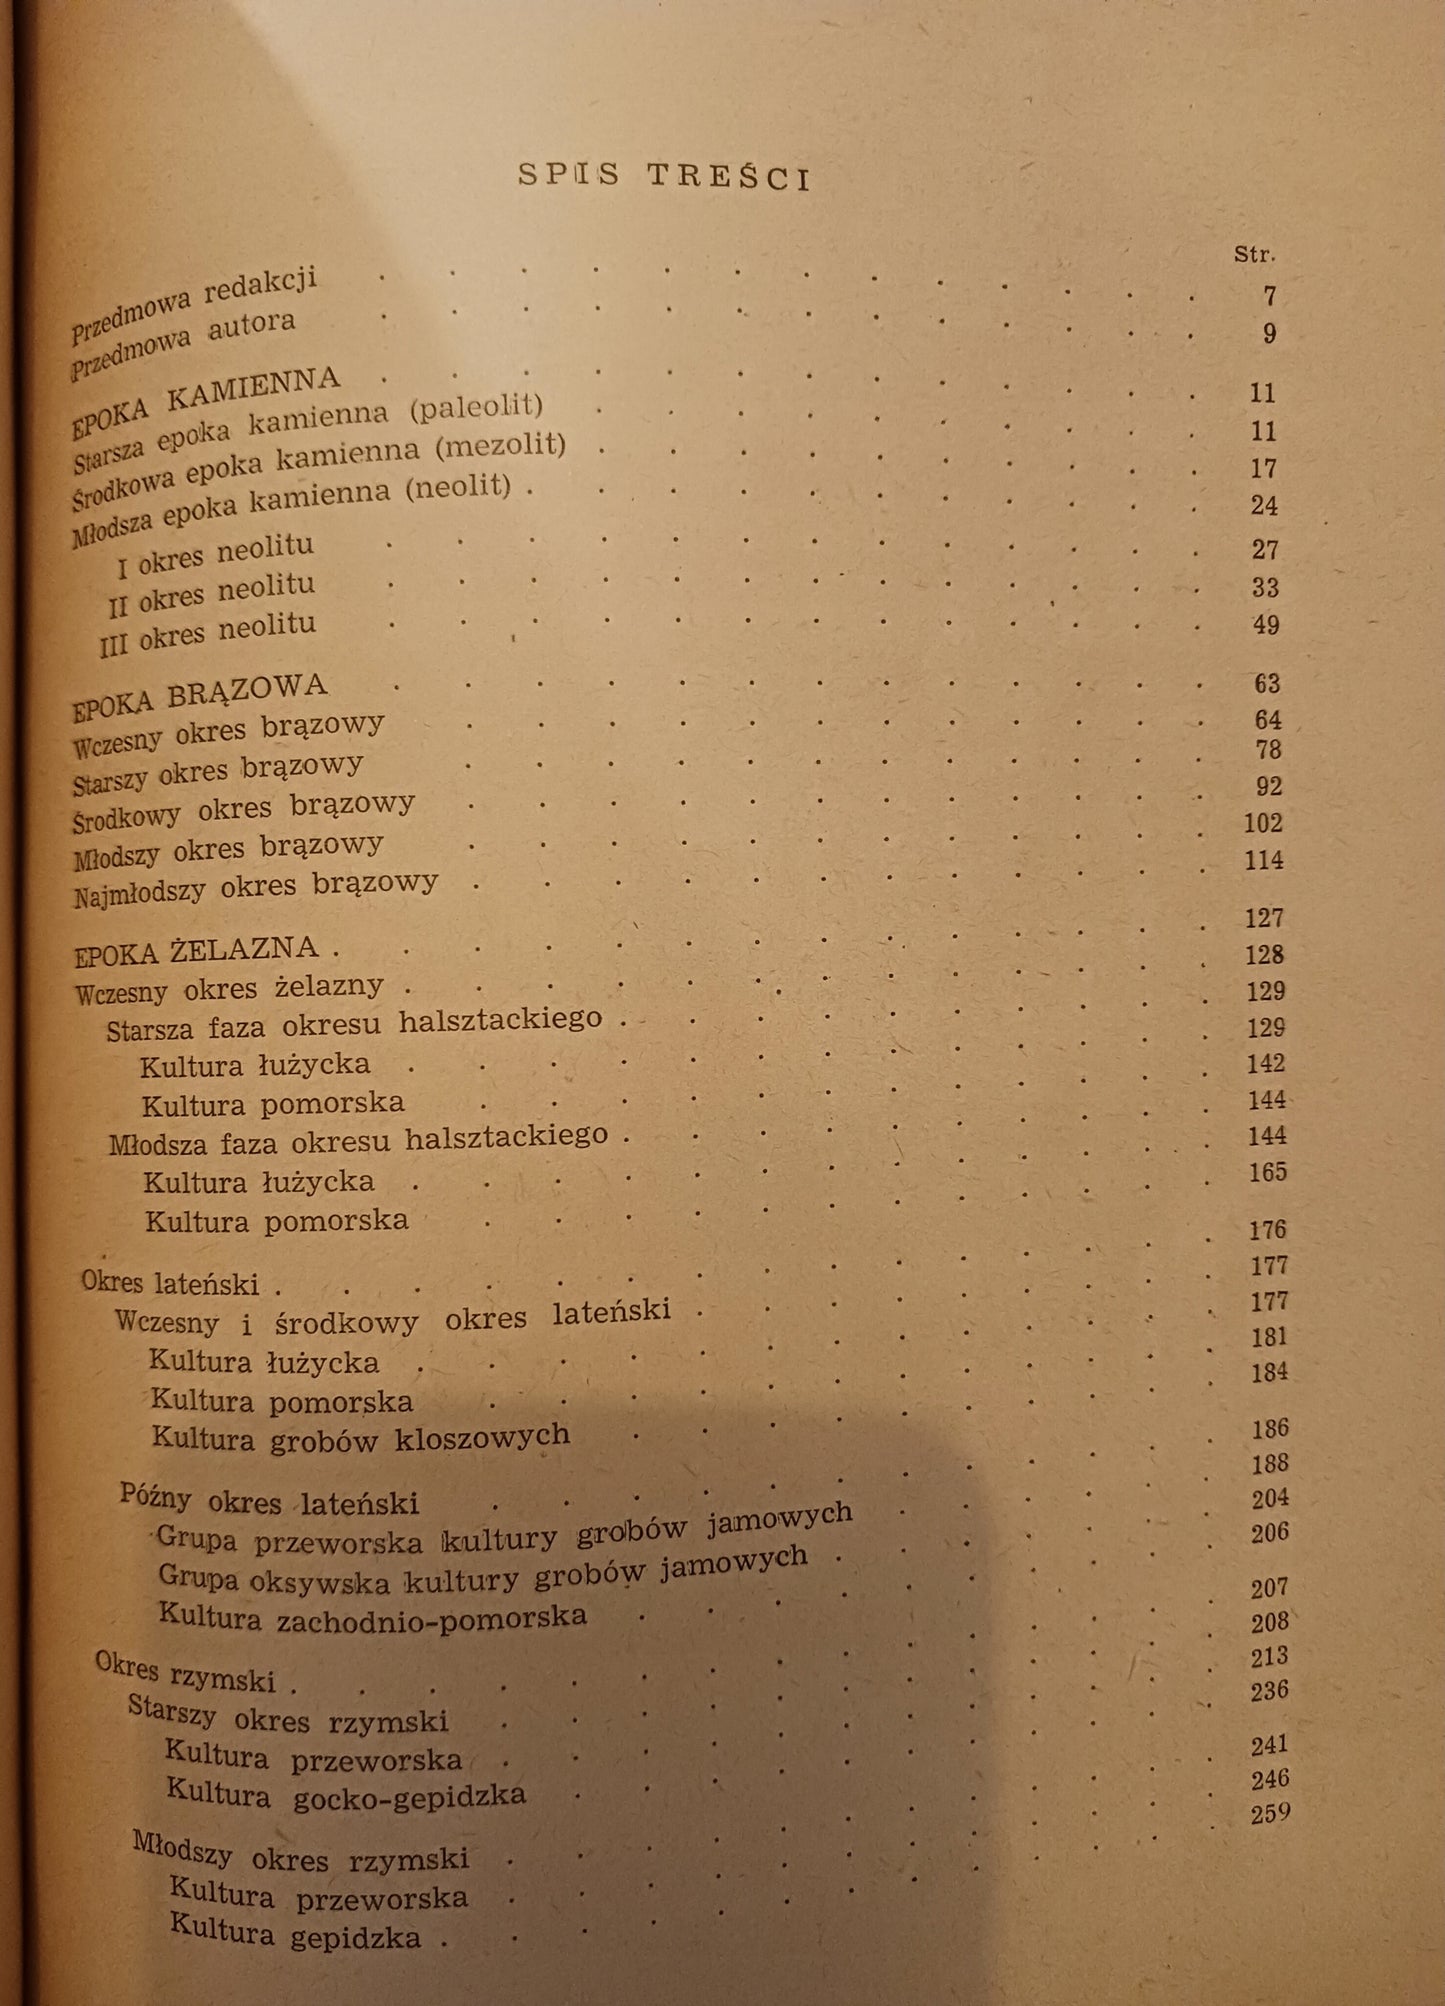 SPIS TREŚCI
Str.
Przedmowa redakcji . . . . . . . . . . . . . 7
Przedmowa autora . . . . . . . . . . . . . 9
EPOKA KAMIENNA . . . . . . . . . . . . . 11
Starsza epoka kamienna (paleolit) . . . . . . . . . . 11
Środkowa epoka kamienna (mezolit) . . . . . . . . . . 17
Młodsza epoka kamienna (neolit) . . . . . . . . . . . 24
I okres neolitu . . . . . . . . . . . . . 27
II okres neolitu . . . . . . . . . . . . . 33
III okres neolitu . . . . . . . . . . . . . 49
EPOKA BRĄZOWA . . . . . . . . . . . . . 63
Wczesny okres brązowy . . . . . . . . . . . . 64
Starszy okres brązowy . . . . . . . . . . . . 78
Środkowy okres brązowy . . . . . . . . . . . . 92
Młodszy okres brązowy . . . . . . . . . . . . 102
Najmłodszy okres brązowy . . . . . . . . . . . . 114
EPOKA ŻELAZNA . . . . . . . . . . . . . . 127
Wczesny okres żelazny . . . . . . . . . . . . . 128
Starsza faza okresu halsztackiego . . . . . . . . . . 129
Kultura łużycka . . . . . . . . . . . . . 129
Kultura pomorska . . . . . . . . . . . . 142
Młodsza faza okresu halsztackiego . . . . . . . . . . 144
Kultura łużycka . . . . . . . . . . . . . 144
Kultura pomorska . . . . . . . . . . . . 165
Okres lateński . . . . . . . . . . . . . . . 176
Wczesny i środkowy okres lateński . . . . . . . . . 177
Kultura łużycka . . . . . . . . . . . . . 177
Kultura pomorska . . . . . . . . . . . . 181
Kultura grobów kloszowych . . . . . . . . . . 184
Późny okres lateński . . . . . . . . . . . . 186
Grupa przeworska kultury grobów jamowych . . . . . . 188
Grupa oksywska kultury grobów jamowych . . . . . . . 204
Kultura zachodnio-pomorska . . . . . . . . . . 206
Okres rzymski . . . . . . . . . . . . . . . 207
Starszy okres rzymski . . . . . . . . . . . . 208
Kultura przeworska . . . . . . . . . . . . 213
Kultura gocko-gepidzka . . . . . . . . . . . 236
Młodszy okres rzymski . . . . . . . . . . . . 241
Kultura przeworska . . . . . . . . . . . . 246
Kultura gepidzka . . . . . . . . . . . . . 259